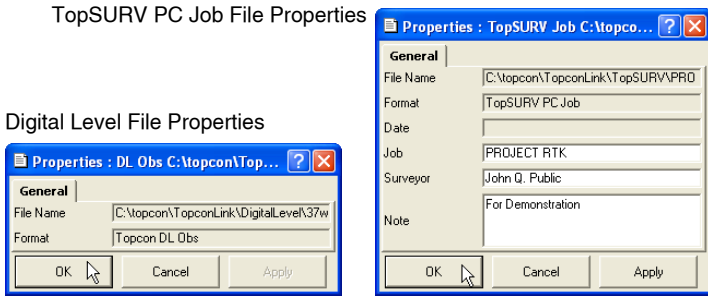 TopSURV PC Job File Properties
Properties : TopSURV Job C:\topco...
General
File Name C:\topcon\TopconLink\TopSURV\PRO
Format TopSURV PC Job
Date
Job PROJECT RTK
Surveyor John Q. Public
Note For Demonstration
OK Cancel Apply
Digital Level File Properties
Properties : DL Obs C:\topcon\Top...
General
File Name C:\topcon\TopconLink\DigitalLevel\37w
Format Topcon DL Obs
OK Cancel Apply